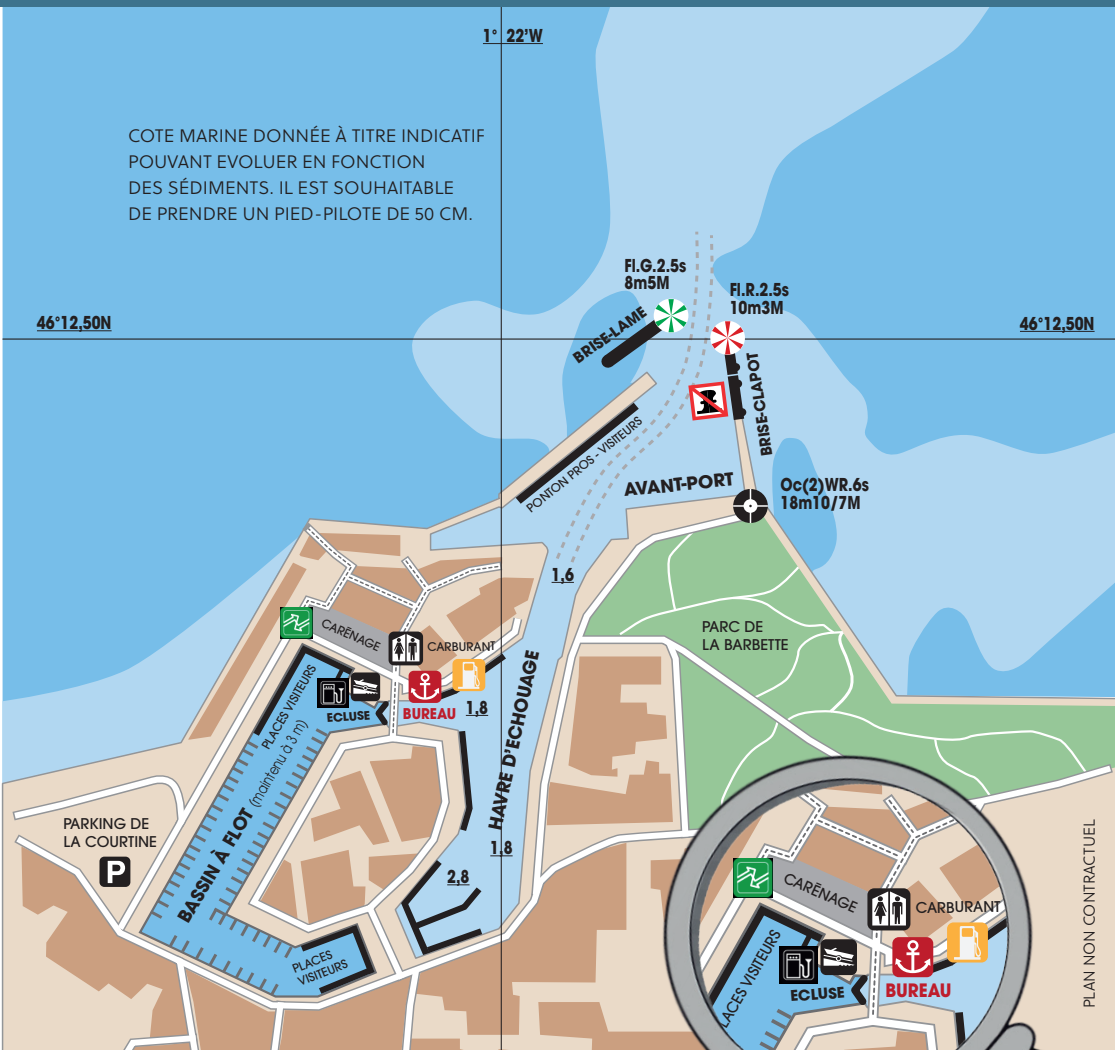 1° 22'W
COTE MARINE DONNÉE À TITRE INDICATIF
POUVANT EVOLUER EN FONCTION
DES SÉDIMENTS. IL EST SOUHAITABLE
DE PRENDRE UN PIED-PILOTE DE 50 CM.
Fl.G.2.5s
8m5M
Fl.R.2.5s
10m3M
46°12,50N
46°12,50N
BRISE-LAME
BRISE-CLAPOT
PONTON PROS - VISITEURS
AVANT-PORT
Oc(2)WR.6s
18m10/7M
1,6
CARÉNAGE
CARBURANT
PARC DE
LA BARBETTE
PLACES VISITEURS
ECLUSE
BUREAU
1,8
HAVRE D'ECHOUAGE
BASSIN À FLOT (maintenu à 3 m)
PARKING DE
LA COURTINE
P
1,8
2,8
PLACES
VISITEURS
CARÉNAGE
CARBURANT
LACES VISITEURS
ECLUSE
BUREAU
PLAN NON CONTRACTUEL